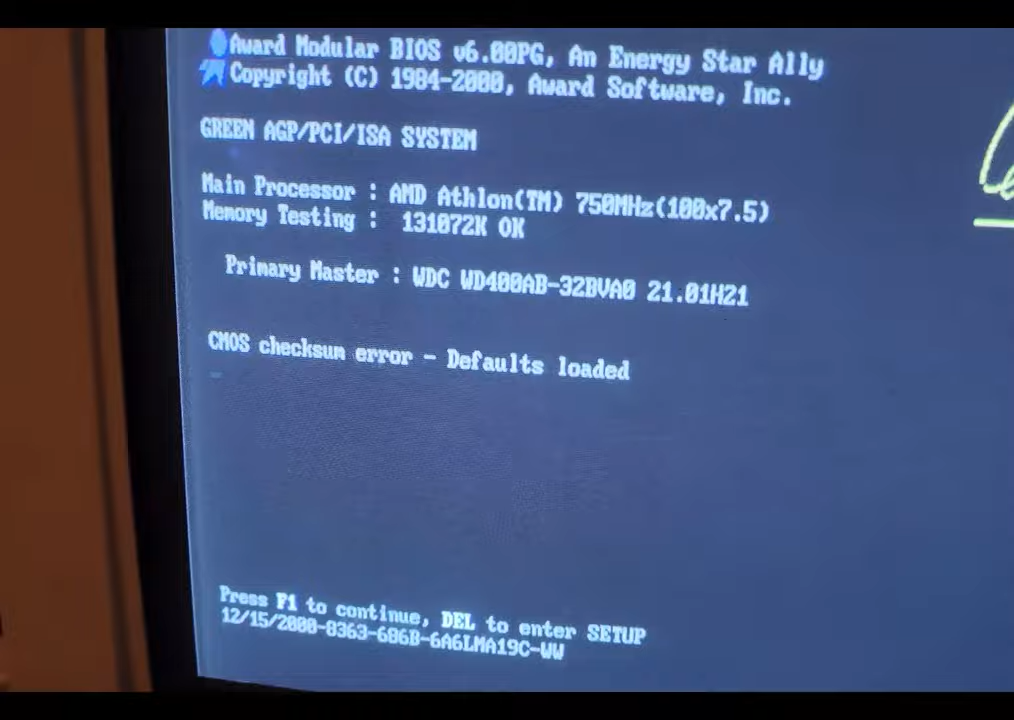 Award Modular BIOS v6.00PG, An Energy Star Ally
Copyright (C) 1984-2000, Award Software, Inc.
GREEN AGP/PCI/ISA SYSTEM
Main Processor : AMD Athlon(TM) 750MHz(100x7.5)
Memory Testing : 131072K OK
Primary Master : WDC WD400AB-32BVA0 21.01H21
CMOS checksum error - Defaults loaded
Press F1 to continue, DEL to enter SETUP
12/15/2000-8363-686B-6A6LMA19C-WW